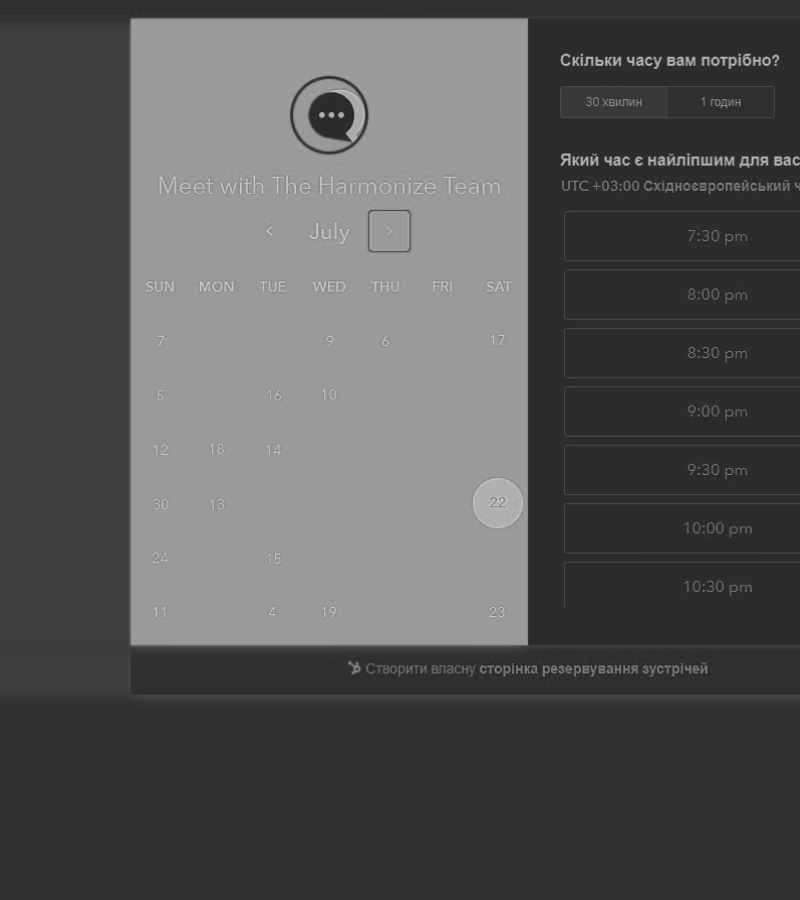 Meet with The Harmonize Team
July
SUN MON TUE WED THU FRI SAT
7 9 6 17
5 16 10
12 18 14
30 13 22
24 15
11 4 19 23
Скільки часу вам потрібно?
30 хвилин 1 годин
Який час є найліпшим для вас
UTC +03:00 Східноєвропейський ч
7:30 pm
8:00 pm
8:30 pm
9:00 pm
9:30 pm
10:00 pm
10:30 pm
Створити власну сторінка резервування зустрічей